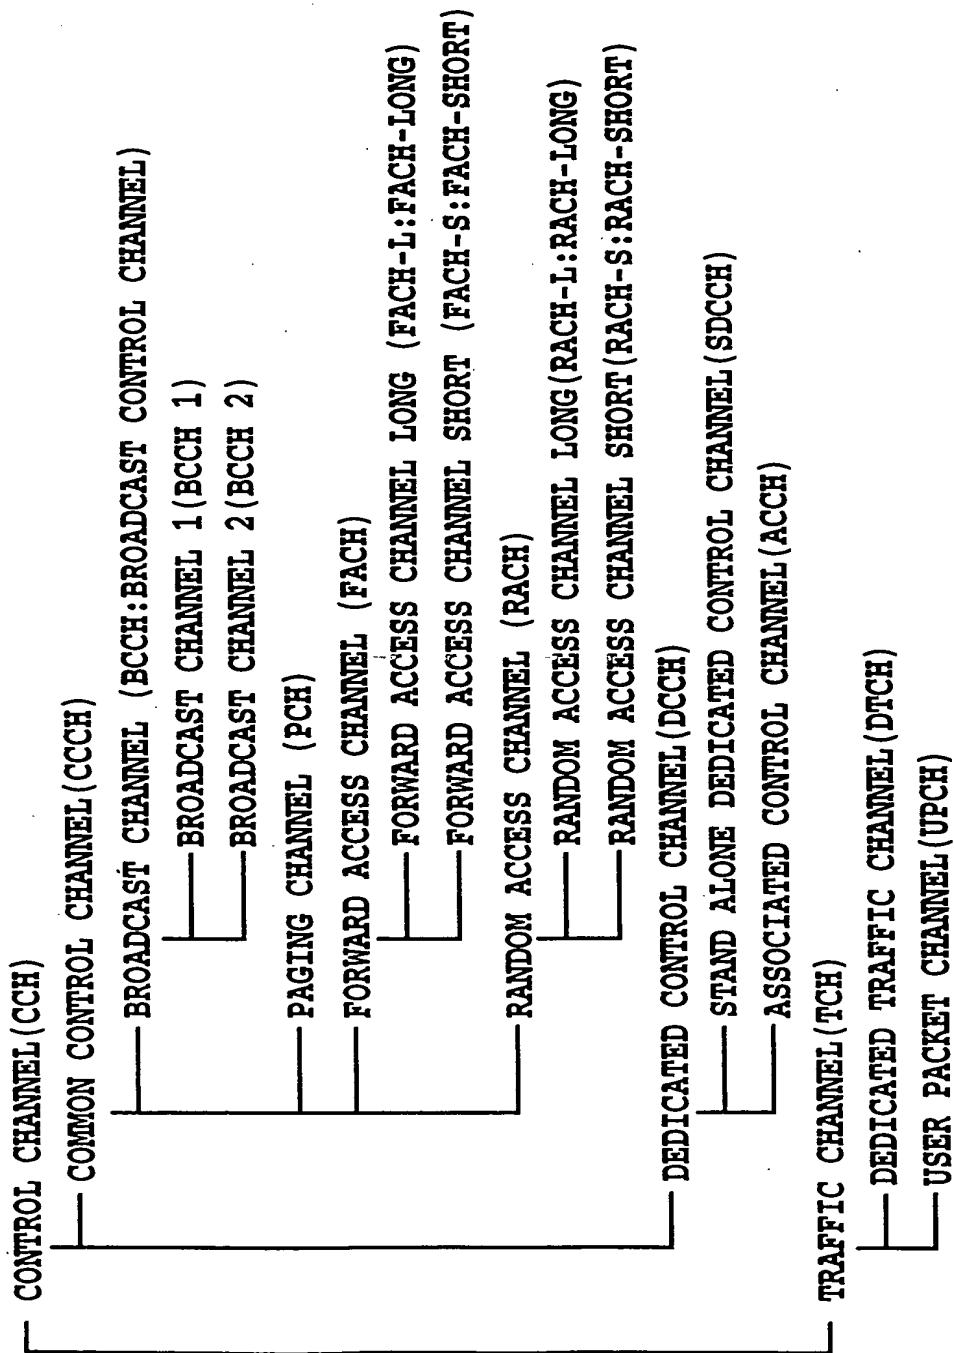 CONTROL CHANNEL(CCH)
COMMON CONTROL CHANNEL(CCCH)
BROADCAST CHANNEL (BCCH:BROADCAST CONTROL CHANNEL)
BROADCAST CHANNEL 1(BCCH 1)
BROADCAST CHANNEL 2(BCCH 2)
PAGING CHANNEL (PCH)
FORWARD ACCESS CHANNEL (FACH)
FORWARD ACCESS CHANNEL LONG (FACH-L:FACH-LONG)
FORWARD ACCESS CHANNEL SHORT (FACH-S:FACH-SHORT)
RANDOM ACCESS CHANNEL (RACH)
RANDOM ACCESS CHANNEL LONG(RACH-L:RACH-LONG)
RANDOM ACCESS CHANNEL SHORT(RACH-S:RACH-SHORT)
DEDICATED CONTROL CHANNEL(DCCH)
STAND ALONE DEDICATED CONTROL CHANNEL(SDCCH)
ASSOCIATED CONTROL CHANNEL(ACCH)
TRAFFIC CHANNEL(TCH)
DEDICATED TRAFFIC CHANNEL(DTCH)
USER PACKET CHANNEL(UPCH)